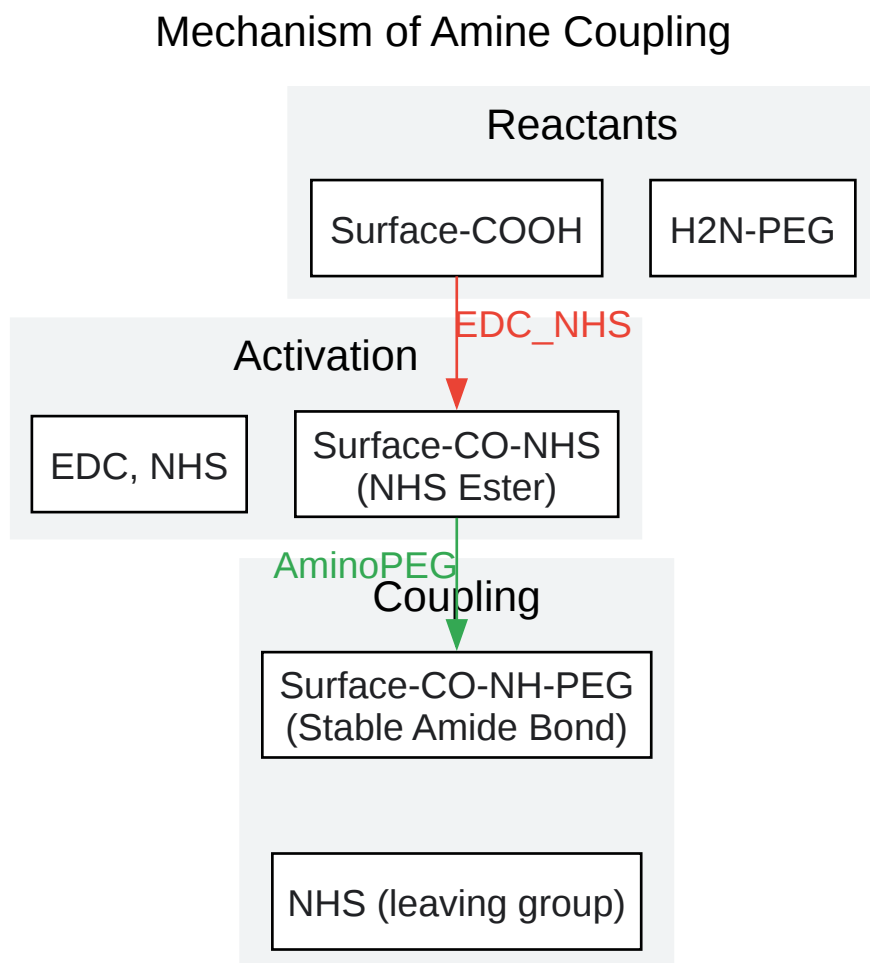 Mechanism of Amine Coupling
Reactants
Surface-COOH
H2N-PEG
EDC_NHS
Activation
EDC, NHS
Surface-CO-NHS
(NHS Ester)
AminoPEG
Coupling
Surface-CO-NH-PEG
(Stable Amide Bond)
NHS (leaving group)